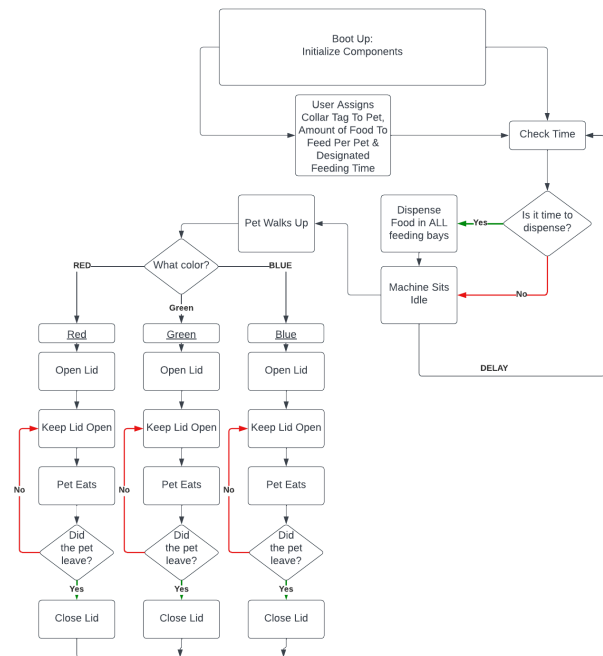 Boot Up:
Initialize Components
User Assigns
Collar Tag To Pet,
Amount of Food To
Feed Per Pet &
Designated
Feeding Time
Check Time
Is it time to
dispense?
Yes
No
Dispense
Food in ALL
feeding bays
Machine Sits
Idle
DELAY
Pet Walks Up
What color?
RED
Green
BLUE
Red
Green
Blue
Open Lid
Open Lid
Open Lid
Keep Lid Open
Keep Lid Open
Keep Lid Open
Pet Eats
Pet Eats
Pet Eats
No
No
No
Did
the pet
leave?
Did
the pet
leave?
Did
the pet
leave?
Yes
Yes
Yes
Close Lid
Close Lid
Close Lid